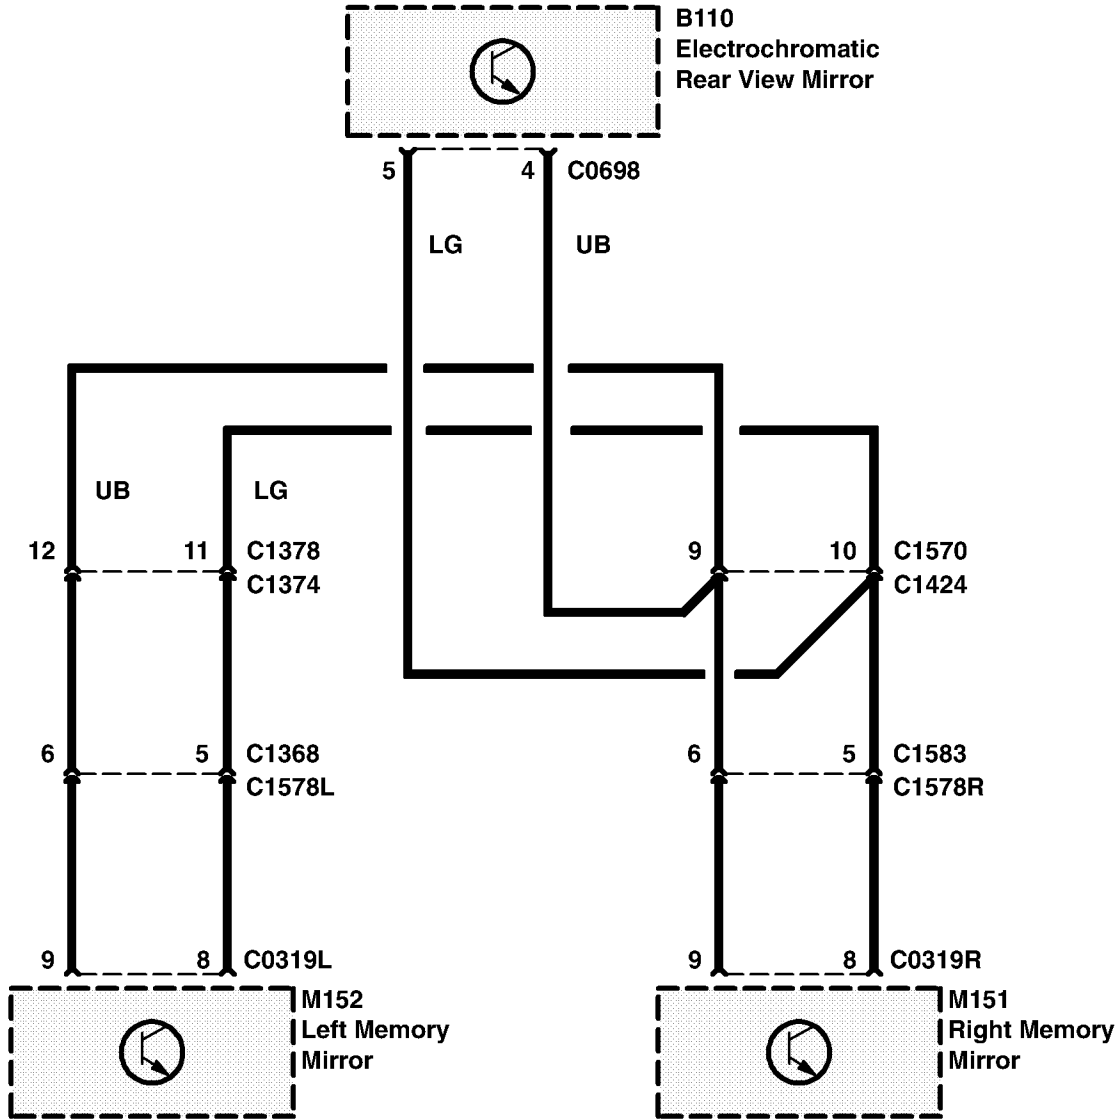 B110
Electrochromatic
Rear View Mirror
5 4 C0698
LG UB
UB LG
12 11 C1378 9 10 C1570
C1374 C1424
6 5 C1368 6 5 C1583
C1578L C1578R
9 8 C0319L 9 8 C0319R
M152 M151
Left Memory Right Memory
Mirror Mirror